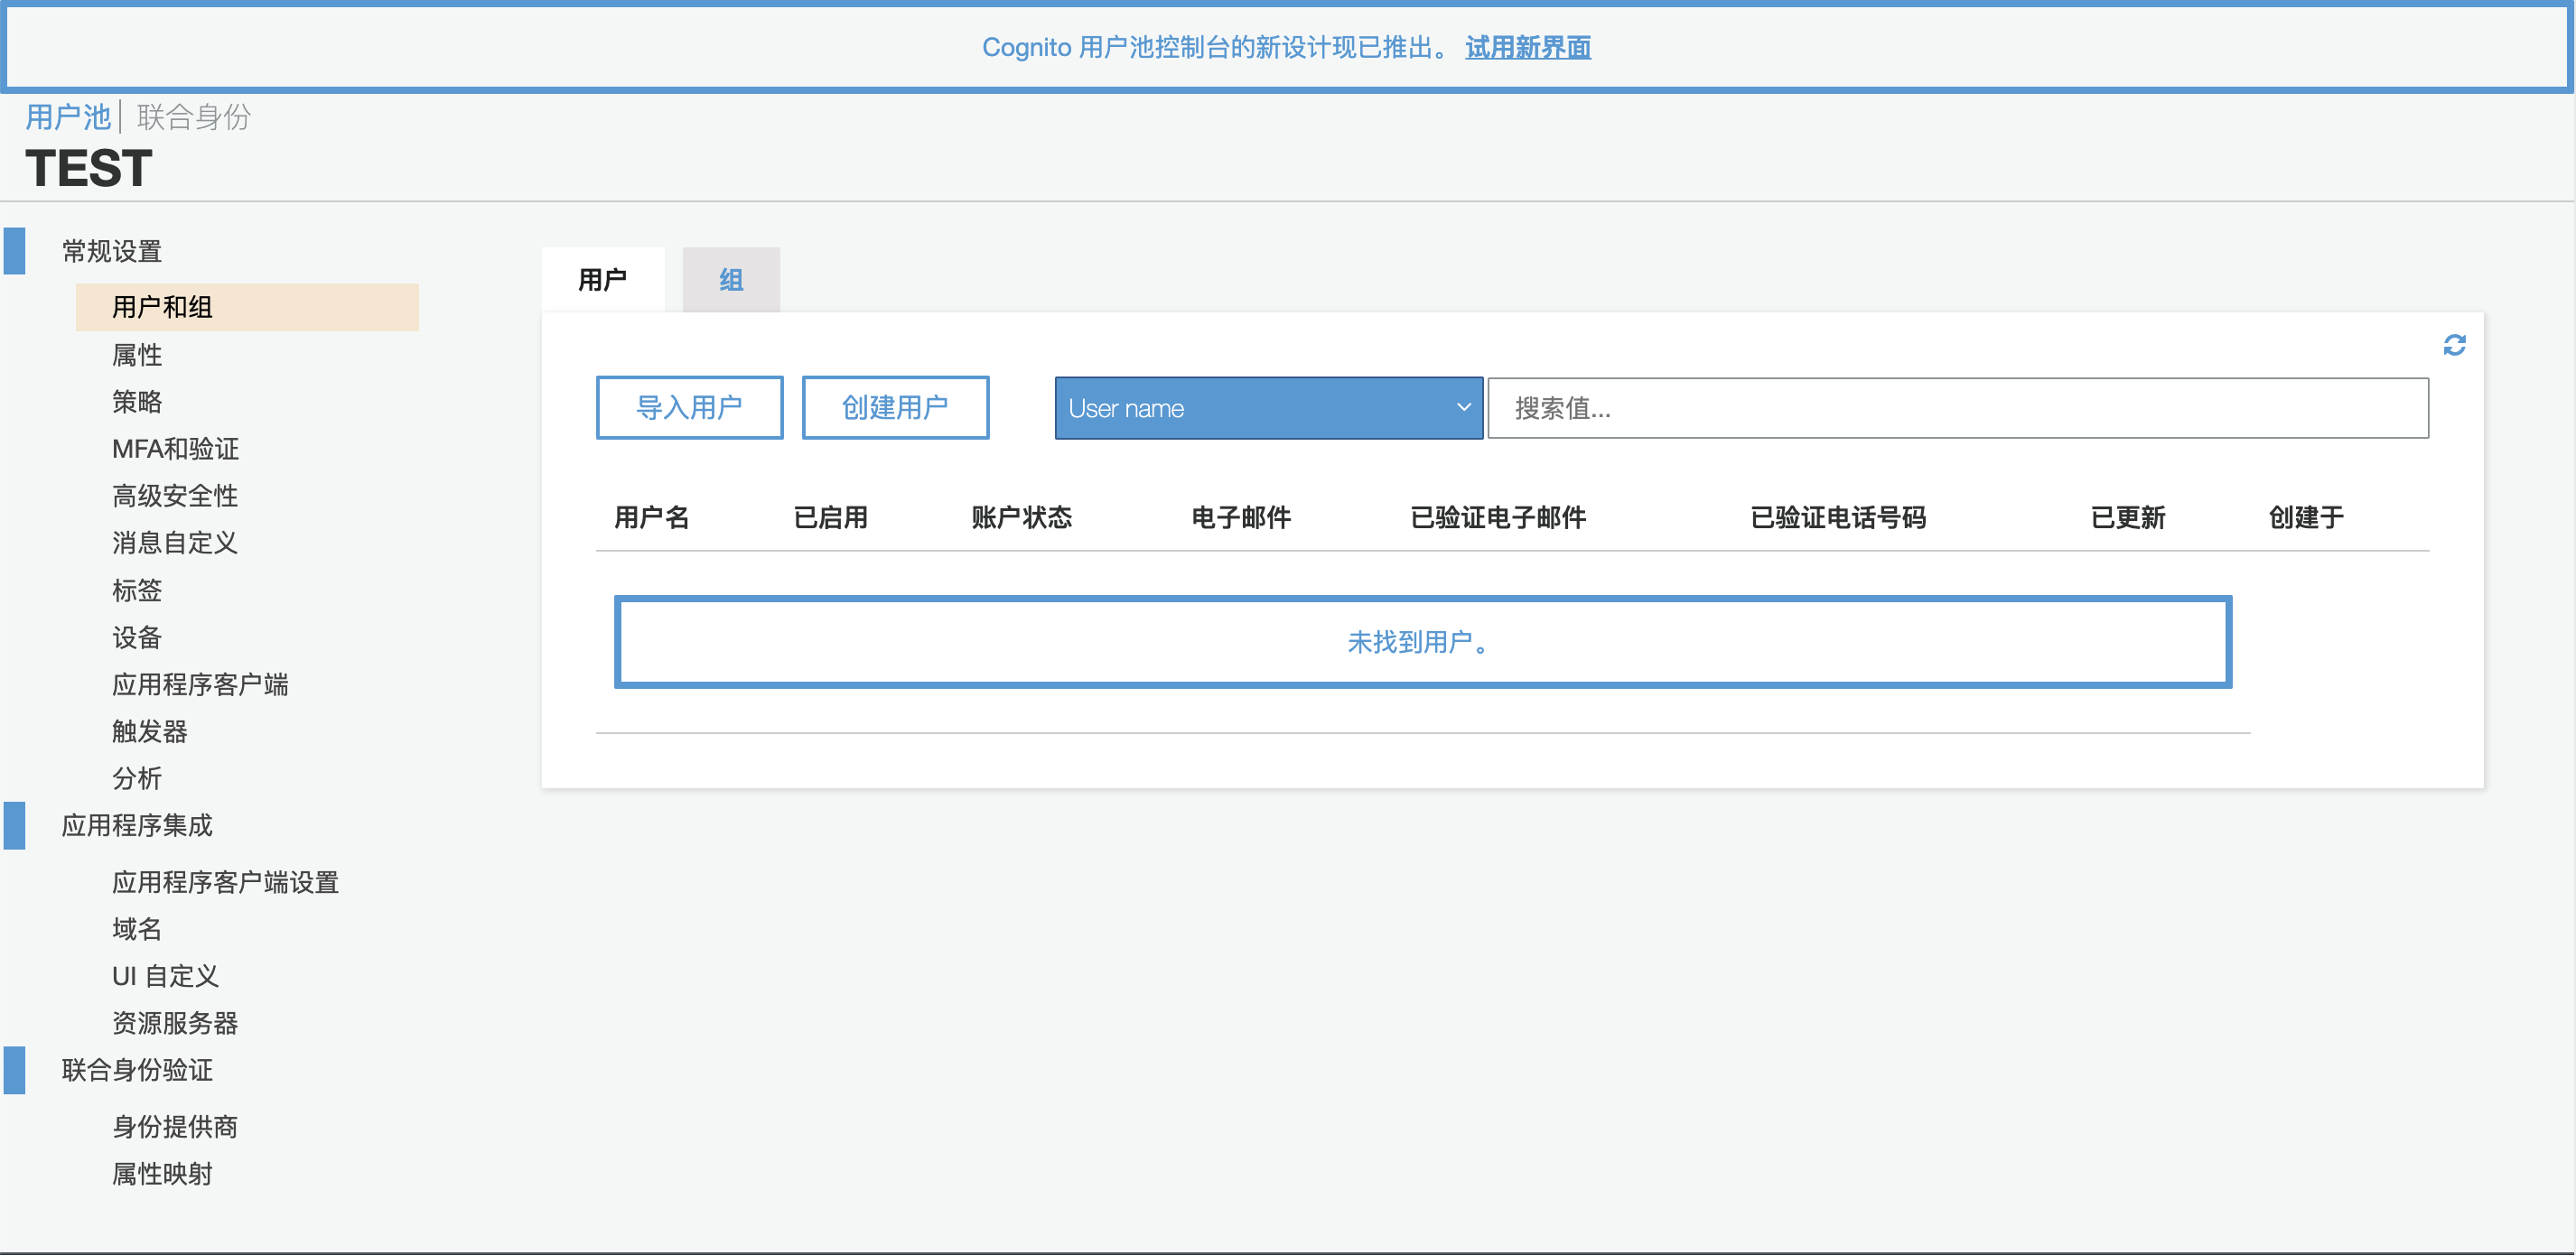 Cognito 用户池控制台的新设计现已推出。 试用新界面
用户池 联合身份
TEST
常规设置
用户和组
属性
策略
MFA和验证
高级安全性
消息自定义
标签
设备
应用程序客户端
触发器
分析
应用程序集成
应用程序客户端设置
域名
UI 自定义
资源服务器
联合身份验证
身份提供商
属性映射
用户 组
导入用户 创建用户 User name 搜索值...
用户名 已启用 账户状态 电子邮件 已验证电子邮件 已验证电话号码 已更新 创建于
未找到用户。